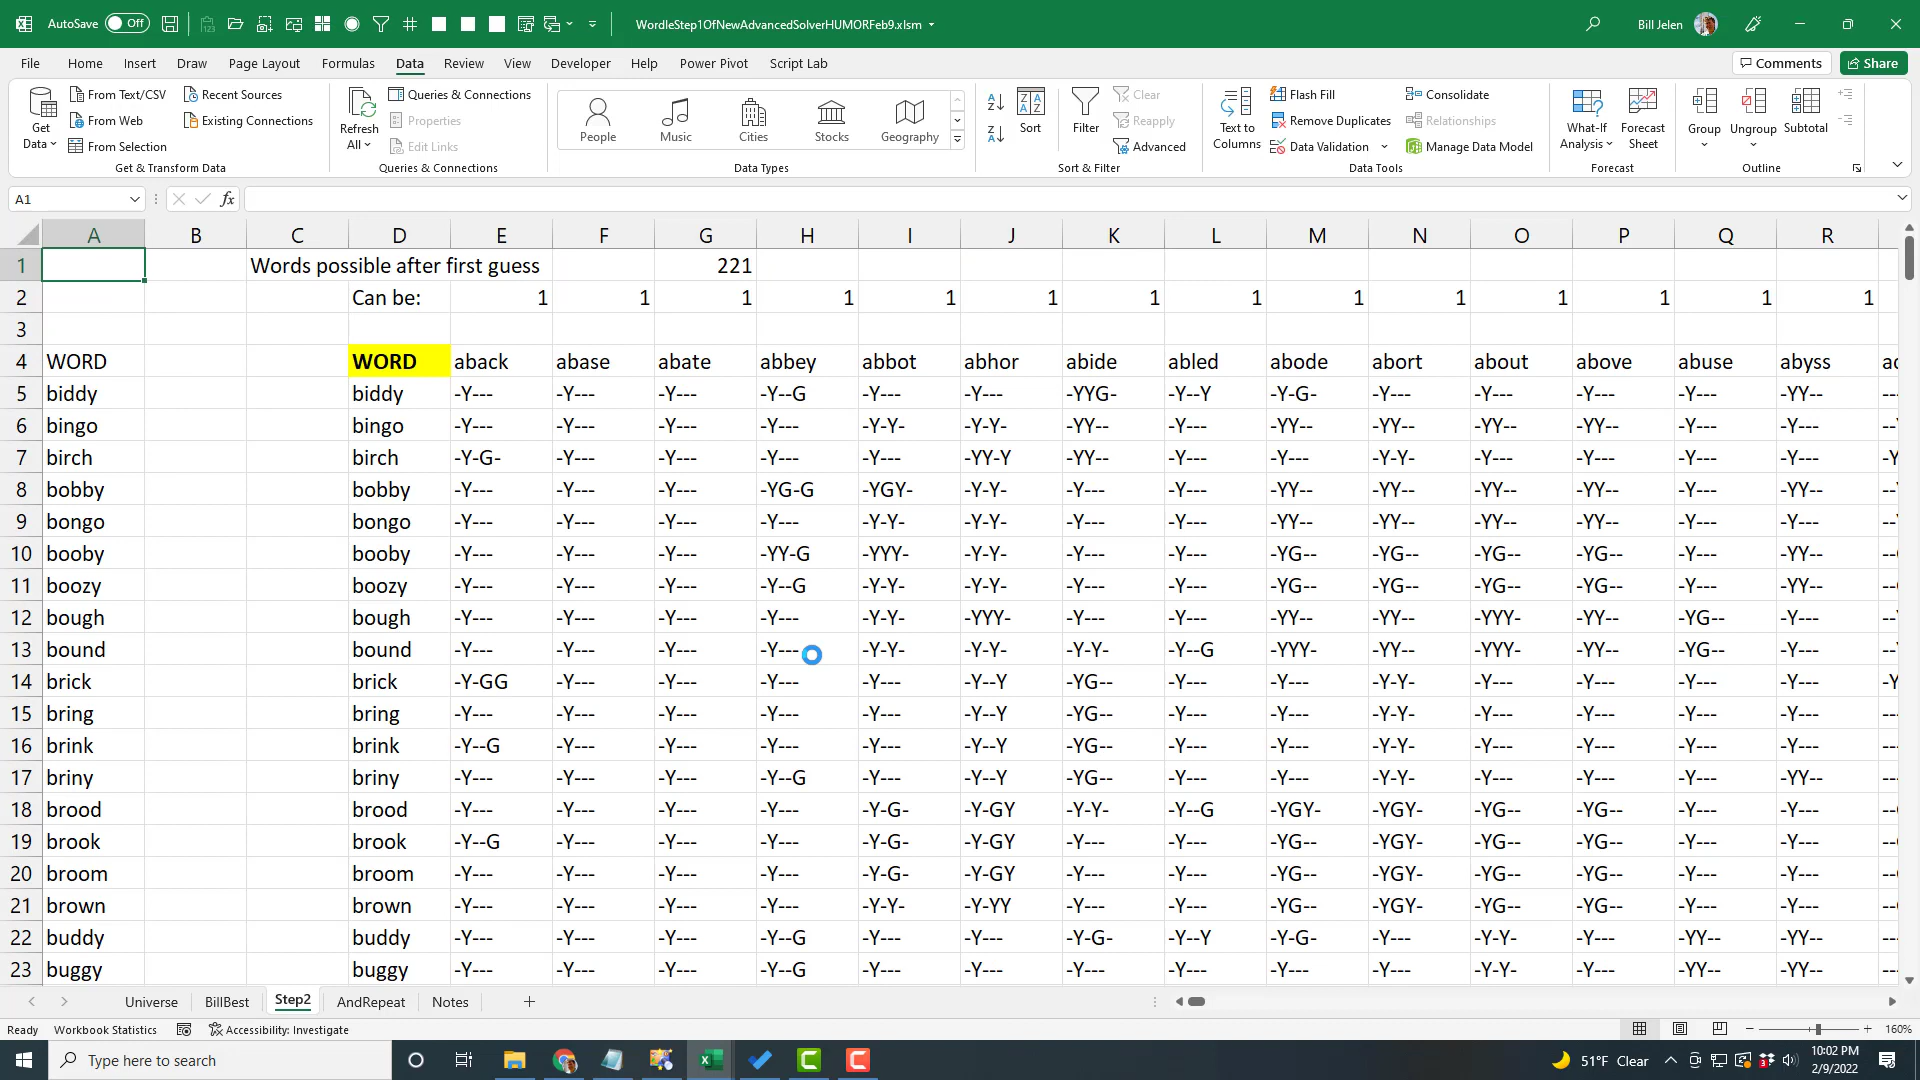 AutoSave Off WordleStep1OfNewAdvancedSolverHUMORFeb9.xlsm Bill Jelen
File Home Insert Draw Page Layout Formulas Data Review View Developer Help Power Pivot Script Lab Comments Share
Get Data From Text/CSV From Web From Selection Recent Sources Existing Connections
Get & Transform Data
Refresh All Queries & Connections Properties Edit Links
Queries & Connections
People Music Cities Stocks Geography
Data Types
Sort Filter Clear Reapply Advanced
Sort & Filter
Text to Columns Flash Fill Remove Duplicates Data Validation Consolidate Relationships Manage Data Model
Data Tools
What-If Analysis Forecast Sheet
Forecast
Group Ungroup Subtotal
Outline
A1 fx
A B C D E F G H I J K L M N O P Q R
1 Words possible after first guess 221
2 Can be: 1 1 1 1 1 1 1 1 1 1 1 1 1 1
3
4 WORD WORD aback abase abate abbey abbot abhor abide abled abode abort about above abuse abyss ac
5 biddy biddy -Y--- -Y--- -Y--- -Y--G -Y--- -Y--- -YYG- -Y--Y -Y-G- -Y--- -Y--- -Y--- -Y--- -YY-- ---
6 bingo bingo -Y--- -Y--- -Y--- -Y--- -Y-Y- -Y-Y- -YY-- -Y--- -YY-- -YY-- -YY-- -YY-- -Y--- -Y--- --Y
7 birch birch -Y-G- -Y--- -Y--- -Y--- -Y--- -YY-Y -YY-- -Y--- -Y--- -Y-Y- -Y--- -Y--- -Y--- -Y--- -Y
8 bobby bobby -Y--- -Y--- -Y--- -YG-G -YGY- -Y-Y- -Y--- -Y--- -YY-- -YY-- -YY-- -YY-- -Y--- -YY-- --Y
9 bongo bongo -Y--- -Y--- -Y--- -Y--- -Y-Y- -Y-Y- -Y--- -Y--- -YY-- -YY-- -YY-- -YY-- -Y--- -Y--- --Y
10 booby booby -Y--- -Y--- -Y--- -YY-G -YYY- -Y-Y- -Y--- -Y--- -YG-- -YG-- -YG-- -YG-- -Y--- -YY-- --G
11 boozy boozy -Y--- -Y--- -Y--- -Y--G -Y-Y- -Y-Y- -Y--- -Y--- -YG-- -YG-- -YG-- -YG-- -Y--- -YY-- --G
12 bough bough -Y--- -Y--- -Y--- -Y--- -Y-Y- -YYY- -Y--- -Y--- -YY-- -YY-- -YYY- -YY-- -YG-- -Y--- --Y
13 bound bound -Y--- -Y--- -Y--- -Y--- -Y-Y- -Y-Y- -Y-Y- -Y--G -YYY- -YY-- -YYY- -YY-- -YG-- -Y--- --Y
14 brick brick -Y-GG -Y--- -Y--- -Y--- -Y--- -Y--Y -YG-- -Y--- -Y--- -Y-Y- -Y--- -Y--- -Y--- -Y--- -Y
15 bring bring -Y--- -Y--- -Y--- -Y--- -Y--- -Y--Y -YG-- -Y--- -Y--- -Y-Y- -Y--- -Y--- -Y--- -Y--- ---
16 brink brink -Y--G -Y--- -Y--- -Y--- -Y--- -Y--Y -YG-- -Y--- -Y--- -Y-Y- -Y--- -Y--- -Y--- -Y--- ---
17 briny briny -Y--- -Y--- -Y--- -Y--G -Y--- -Y--Y -YG-- -Y--- -Y--- -Y-Y- -Y--- -Y--- -Y--- -YY-- ---
18 brood brood -Y--- -Y--- -Y--- -Y--- -Y-G- -Y-GY -Y-Y- -Y--G -YGY- -YGY- -YG-- -YG-- -Y--- -Y--- --G
19 brook brook -Y--G -Y--- -Y--- -Y--- -Y-G- -Y-GY -Y--- -Y--- -YG-- -YGY- -YG-- -YG-- -Y--- -Y--- --G
20 broom broom -Y--- -Y--- -Y--- -Y--- -Y-G- -Y-GY -Y--- -Y--- -YG-- -YGY- -YG-- -YG-- -Y--- -Y--- --G
21 brown brown -Y--- -Y--- -Y--- -Y--- -Y-Y- -Y-YY -Y--- -Y--- -YG-- -YGY- -YG-- -YG-- -Y--- -Y--- --G
22 buddy buddy -Y--- -Y--- -Y--- -Y--G -Y--- -Y--- -Y-G- -Y--Y -Y-G- -Y--- -Y-Y- -Y--- -YY-- -YY-- ---
23 buggy buggy -Y--- -Y--- -Y--- -Y--G -Y--- -Y--- -Y--- -Y--- -Y--- -Y--- -Y-Y- -Y--- -YY-- -YY-- ---
Universe BillBest Step2 AndRepeat Notes
Ready Workbook Statistics Accessibility: Investigate 160%
Type here to search 51°F Clear 10:02 PM
2/9/2022